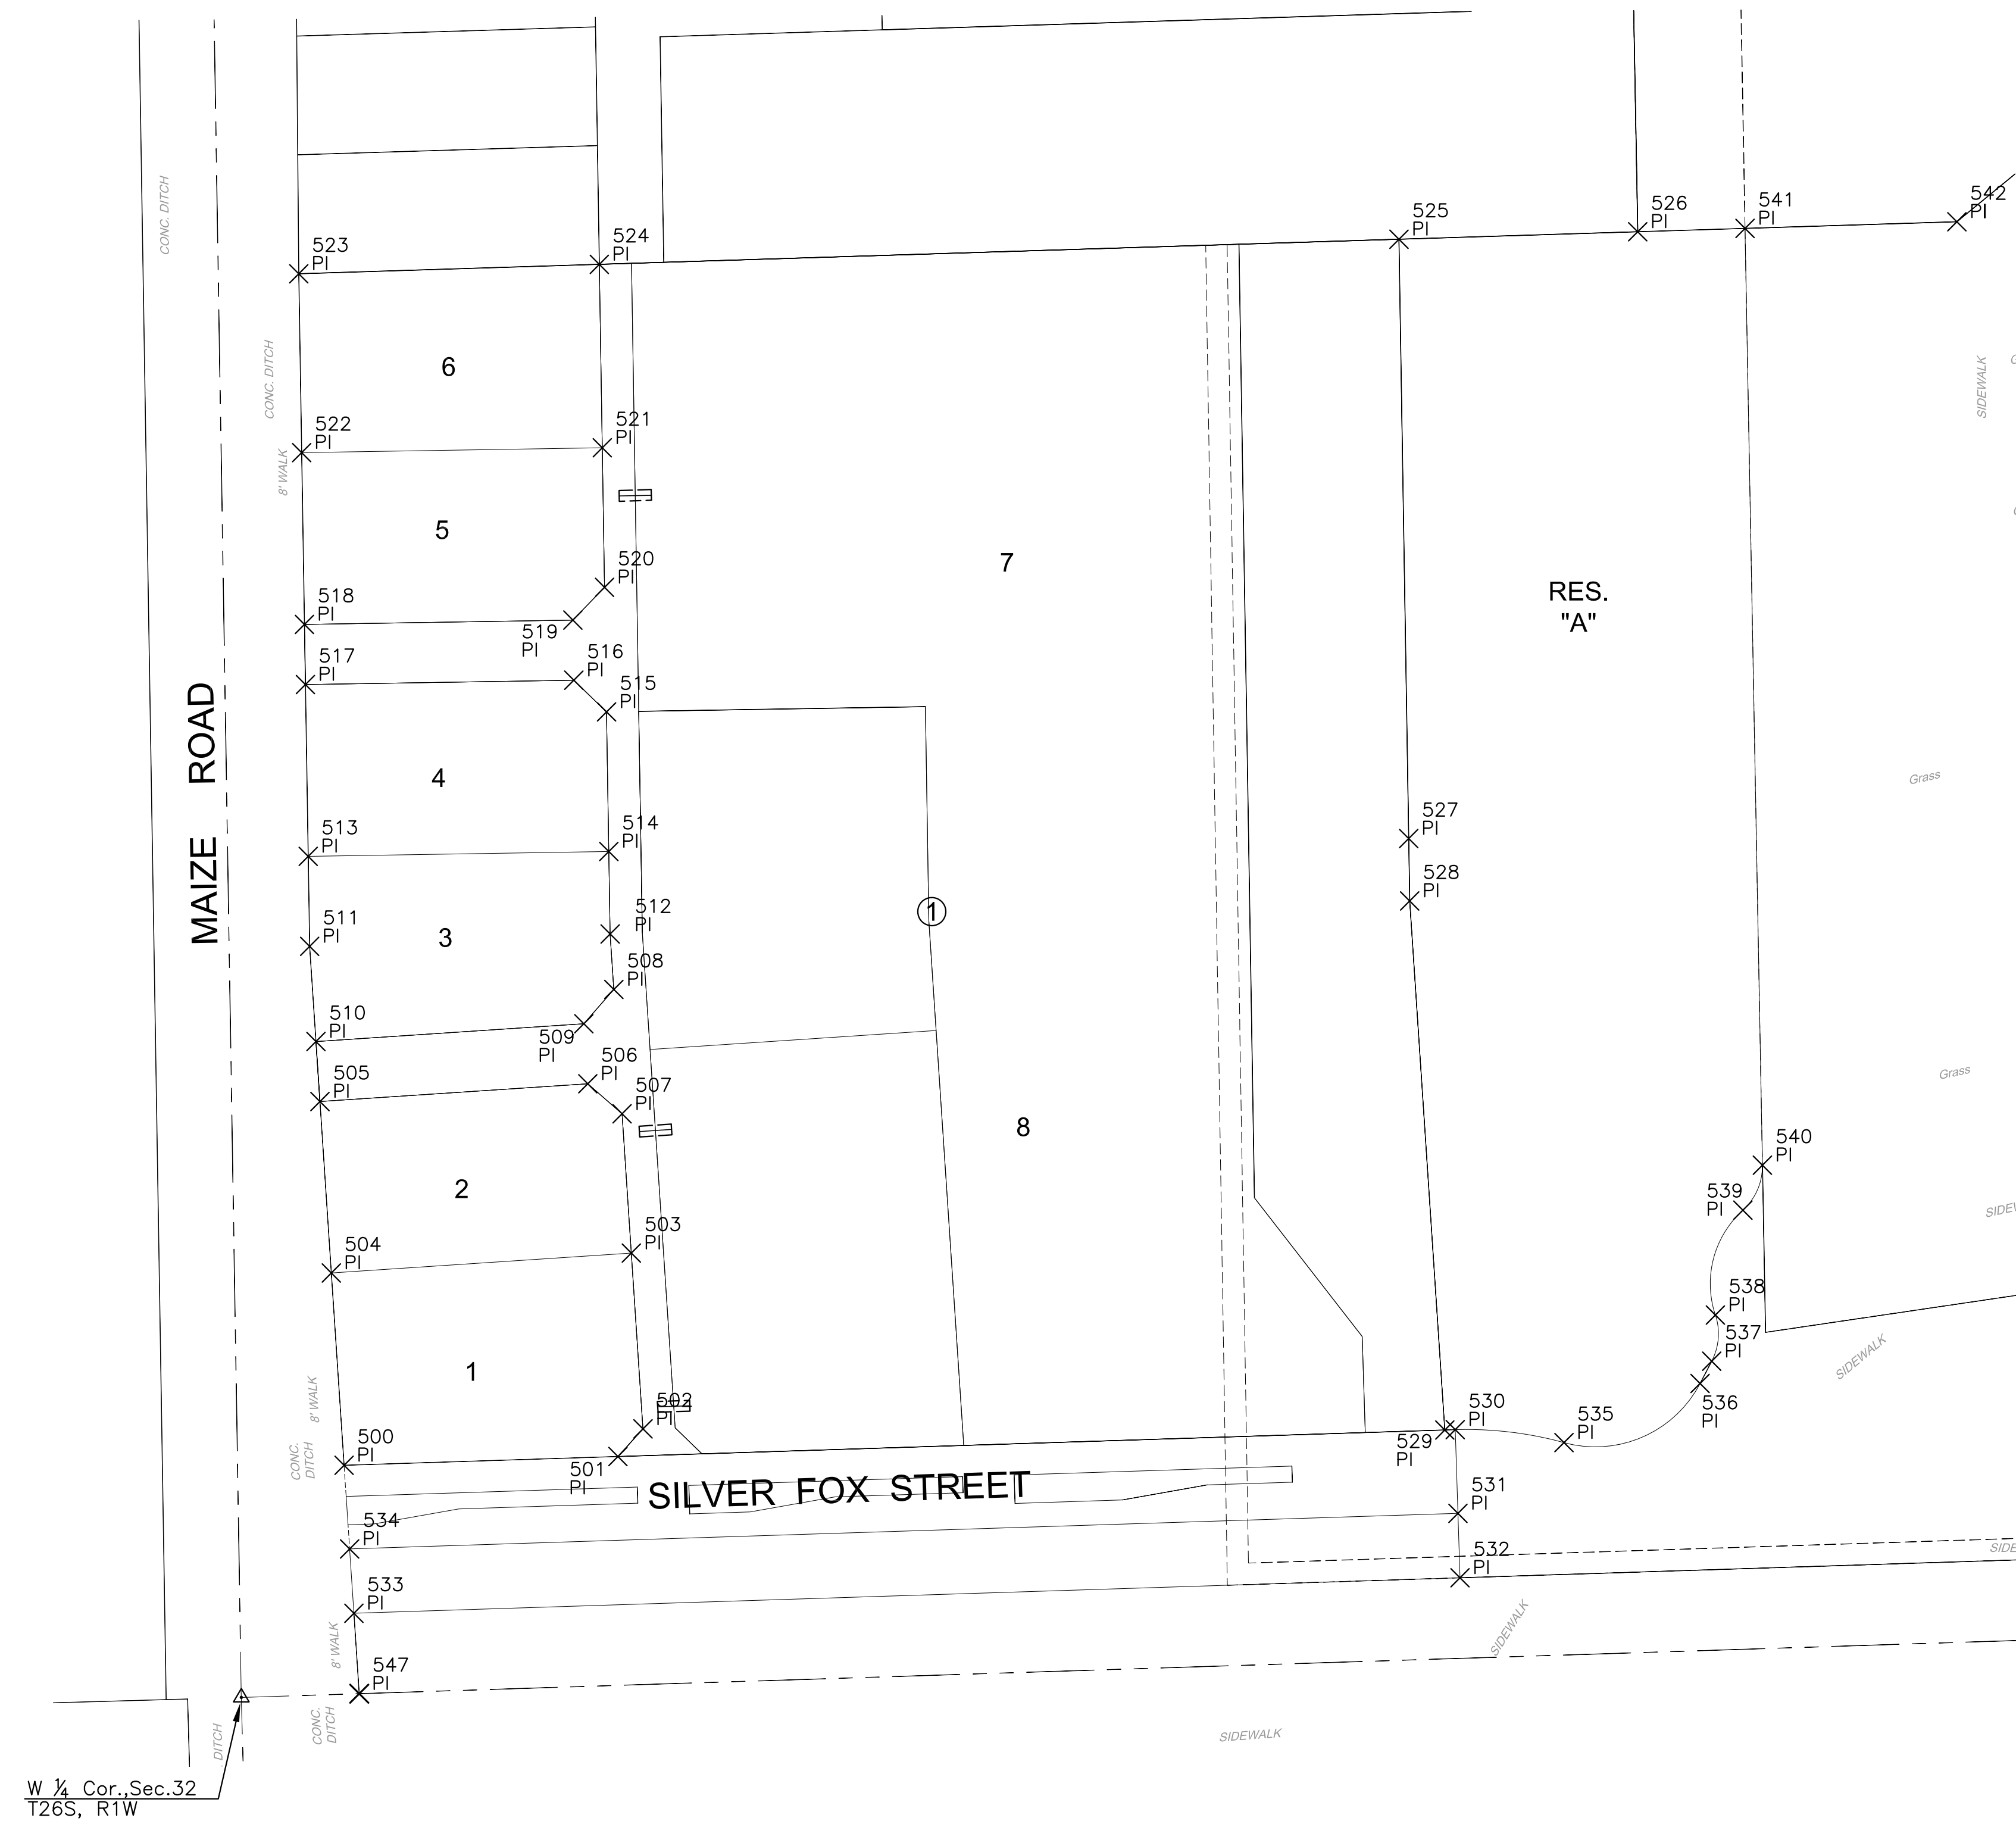 CONC. DITCH
542
PI
541
PI
526
PI
525
PI
524
PI
523
PI
CONC. DITCH
6
SIDEWALK
522
PI
521
PI
8' WALK
5
7
520
PI
RES.
"A"
518
PI
519
PI
516
PI
517
PI
515
PI
MAIZE ROAD
4
Grass
513
PI
514
PI
527
PI
528
PI
512
PI
1
511
PI
3
508
PI
510
PI
509
PI
506
PI
505
PI
507
PI
Grass
8
540
PI
2
539
PI
503
PI
504
PI
538
PI
537
PI
SIDEWALK
1
8' WALK
502
PI
536
PI
530
PI
535
PI
529
PI
500
PI
CONC.
DITCH
501
PI
SILVER FOX STREET
531
PI
534
PI
532
PI
533
PI
8' WALK
SIDEWALK
547
PI
CONC.
DITCH
DITCH
SIDEWALK
W ¼ Cor.,Sec.32
T26S, R1W